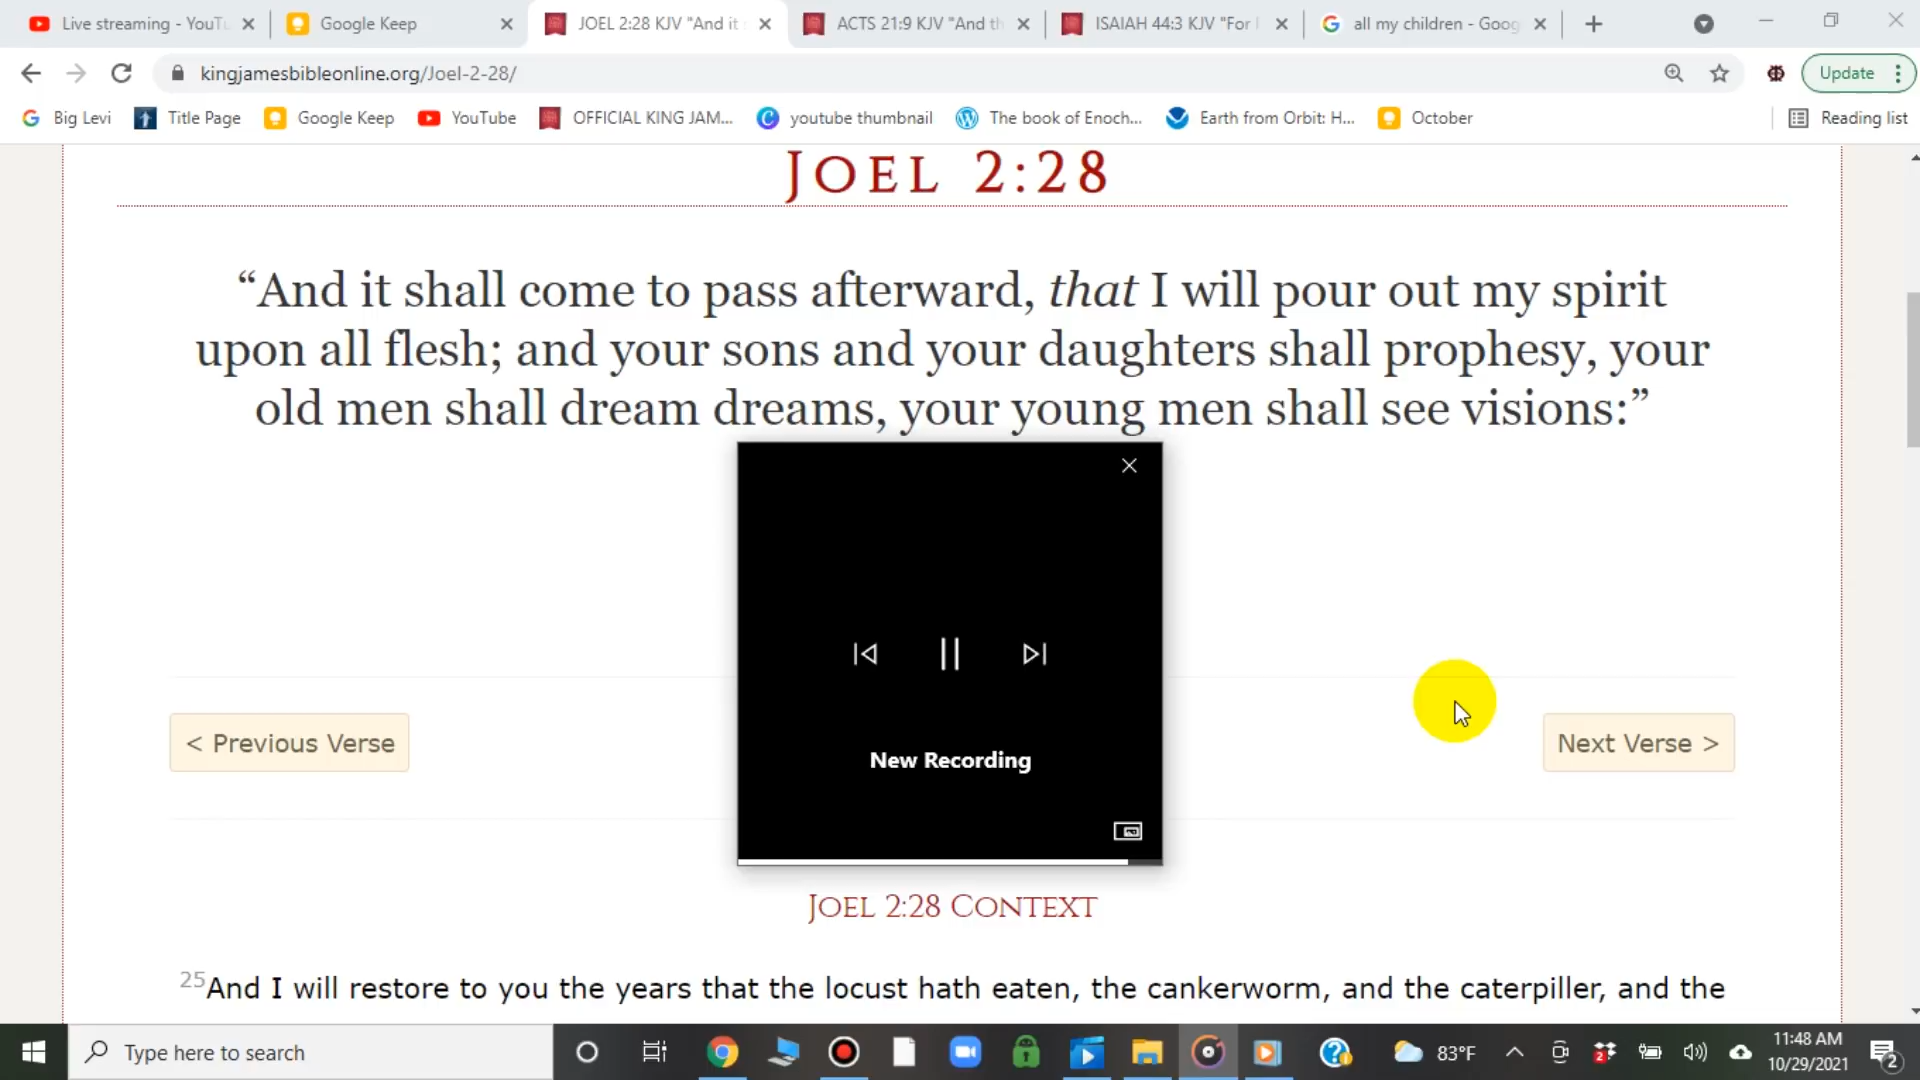 Live streaming - YouTu
Google Keep
JOEL 2:28 KJV "And it s
ACTS 21:9 KJV "And th
ISAIAH 44:3 KJV "For I
all my children - Goog
kingjamesbibleonline.org/Joel-2-28/
Update
Big Levi
Title Page
Google Keep
YouTube
OFFICIAL KING JAM...
youtube thumbnail
The book of Enoch...
Earth from Orbit: H...
October
Reading list
JOEL 2:28
“And it shall come to pass afterward, that I will pour out my spirit
upon all flesh; and your sons and your daughters shall prophesy, your
old men shall dream dreams, your young men shall see visions:”
< Previous Verse
Next Verse >
New Recording
JOEL 2:28 CONTEXT
25And I will restore to you the years that the locust hath eaten, the cankerworm, and the caterpiller, and the
Type here to search
83°F
11:48 AM
10/29/2021
2